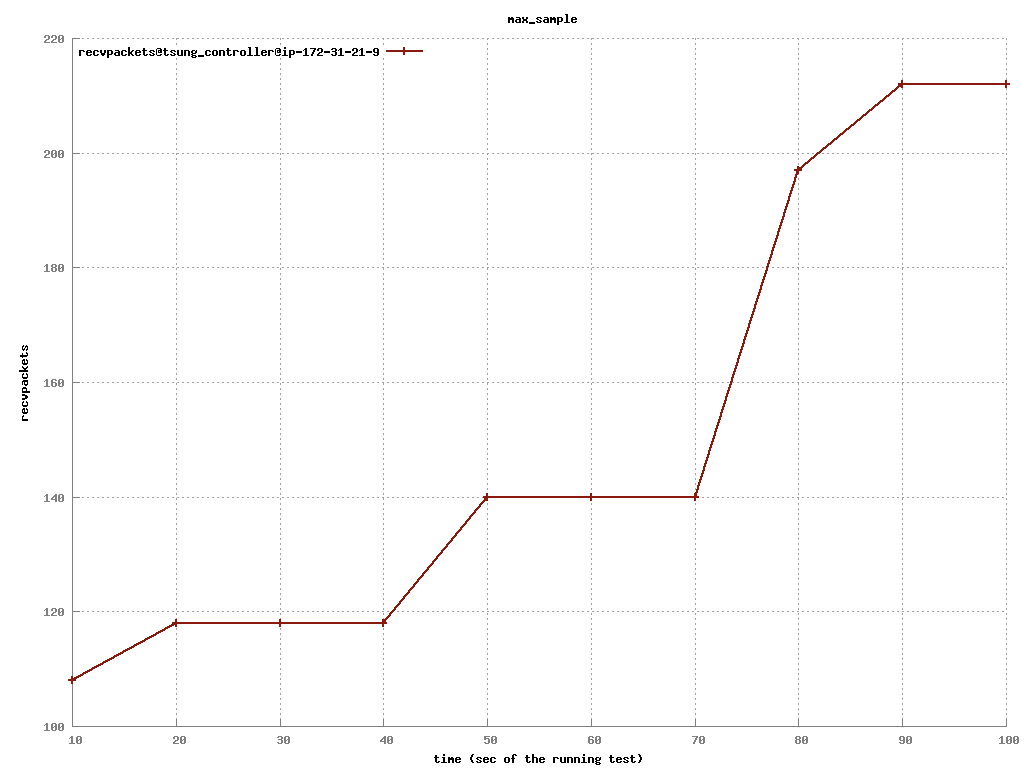 max_sample
recvpackets@tsung_controller@ip-172-31-21-9
220
200
180
160
140
120
100
recvpackets
10 20 30 40 50 60 70 80 90 100
time (sec of the running test)